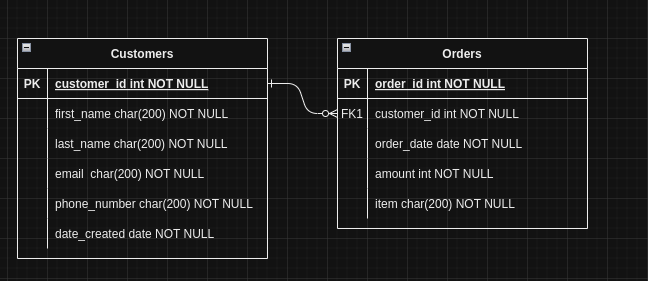 Customers
PK customer_id int NOT NULL
first_name char(200) NOT NULL
last_name char(200) NOT NULL
email  char(200) NOT NULL
phone_number char(200) NOT NULL
date_created date NOT NULL
Orders
PK order_id int NOT NULL
FK1 customer_id int NOT NULL
order_date date NOT NULL
amount int NOT NULL
item char(200) NOT NULL